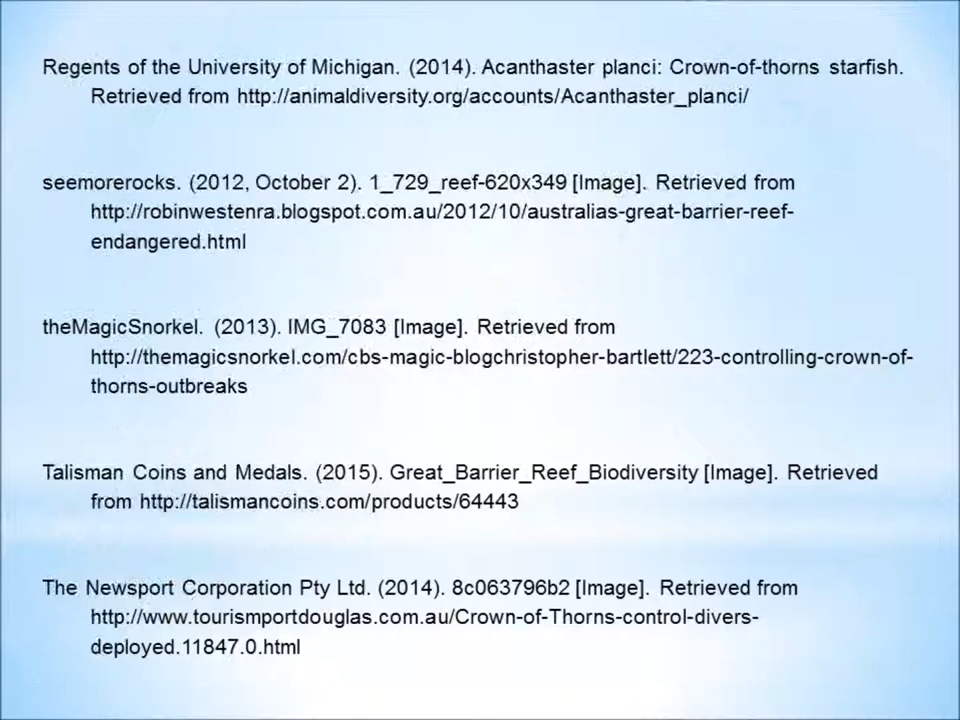 Regents of the University of Michigan. (2014). Acanthaster planci: Crown-of-thorns starfish.
Retrieved from http://animaldiversity.org/accounts/Acanthaster_planci/
seemorerocks. (2012, October 2). 1_729_reef-620x349 [Image]. Retrieved from
http://robinwestenra.blogspot.com.au/2012/10/australias-great-barrier-reef-
endangered.html
theMagicSnorkel. (2013). IMG_7083 [Image]. Retrieved from
http://themagicsnorkel.com/cbs-magic-blogchristopher-bartlett/223-controlling-crown-of-
thorns-outbreaks
Talisman Coins and Medals. (2015). Great_Barrier_Reef_Biodiversity [Image]. Retrieved
from http://talismancoins.com/products/64443
The Newsport Corporation Pty Ltd. (2014). 8c063796b2 [Image]. Retrieved from
http://www.tourismportdouglas.com.au/Crown-of-Thorns-control-divers-
deployed.11847.0.html